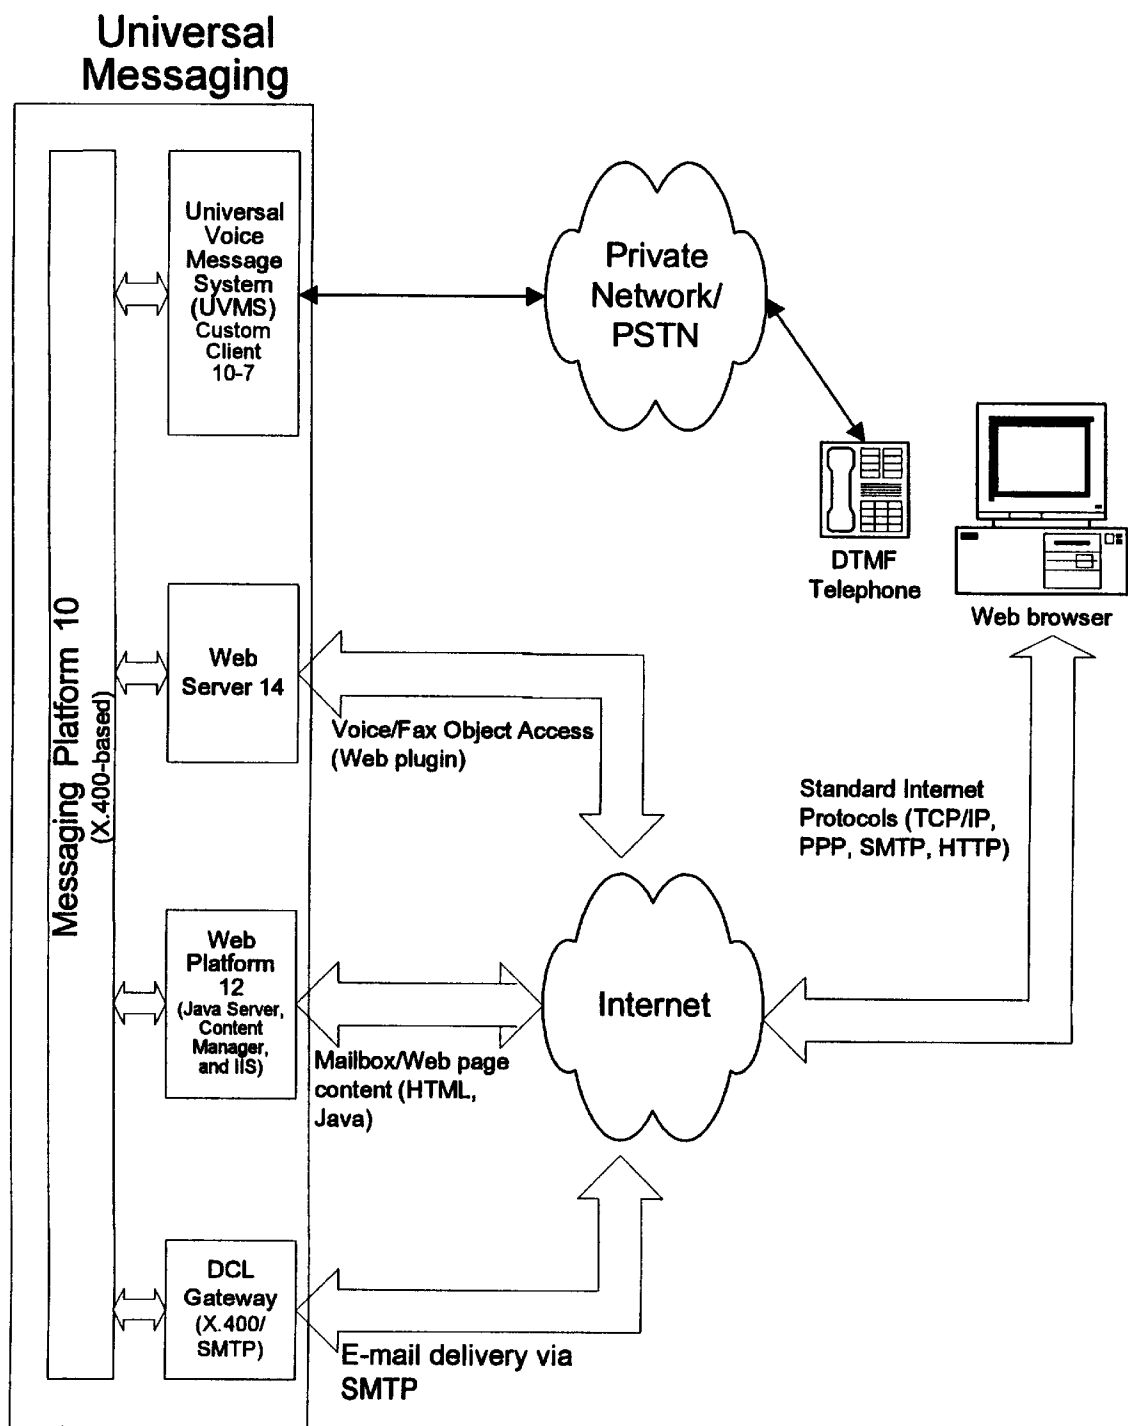 Universal
Messaging
Messaging Platform 10
(X.400-based)
Universal
Voice
Message
System
(UVMS)
Custom
Client
10-7
Private
Network/
PSTN
DTMF
Telephone
Web browser
Web
Server 14
Voice/Fax Object Access
(Web plugin)
Standard Internet
Protocols (TCP/IP,
PPP, SMTP, HTTP)
Web
Platform
12
(Java Server,
Content
Manager,
and IIS)
Internet
Mailbox/Web page
content (HTML,
Java)
DCL
Gateway
(X.400/
SMTP)
E-mail delivery via
SMTP